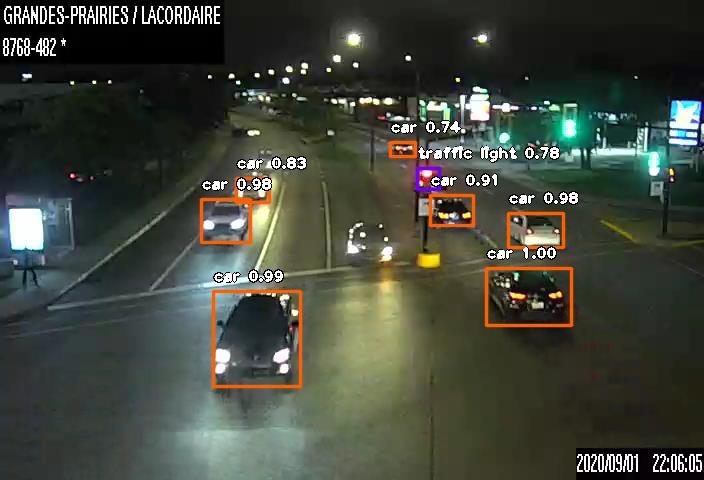 GRANDES-PRAIRIES / LACORDAIRE
8768-482 *
car 0.74
traffic light 0.78
car 0.83
car 0.98
car 0.91
car 0.98
car 1.00
car 0.99
2020/09/01 22:06:05